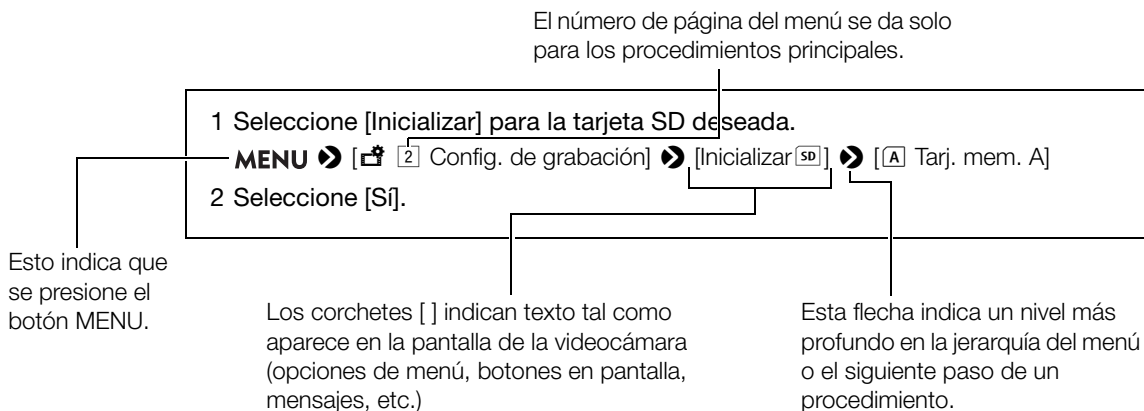 El número de página del menú se da solo
para los procedimientos principales.
1 Seleccione [Inicializar] para la tarjeta SD deseada.
MENU ❯ [2 Config. de grabación] ❯ [Inicializar SD] ❯ [A Tarj. mem. A]
2 Seleccione [Sí].
Esto indica que
se presione el
botón MENU.
Los corchetes [ ] indican texto tal como
aparece en la pantalla de la videocámara
(opciones de menú, botones en pantalla,
mensajes, etc.)
Esta flecha indica un nivel más
profundo en la jerarquía del menú
o el siguiente paso de un
procedimiento.